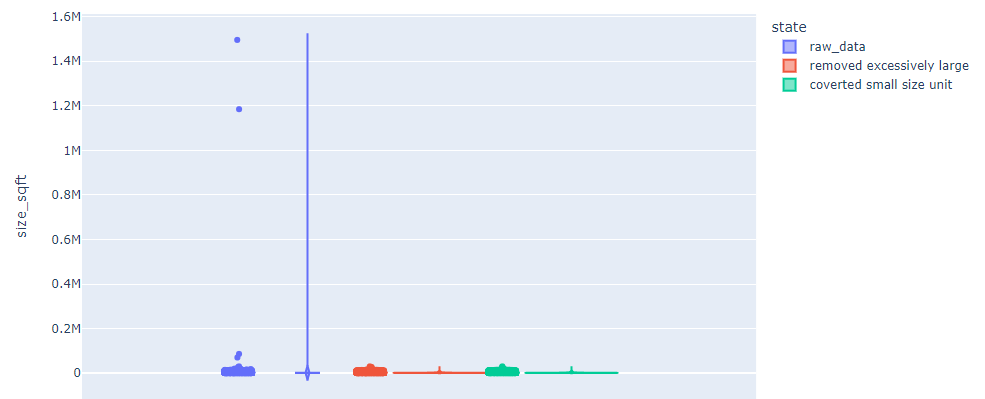 1.6M
1.4M
1.2M
1M
0.8M
0.6M
0.4M
0.2M
0
size_sqft
state
raw_data
removed excessively large
coverted small size unit